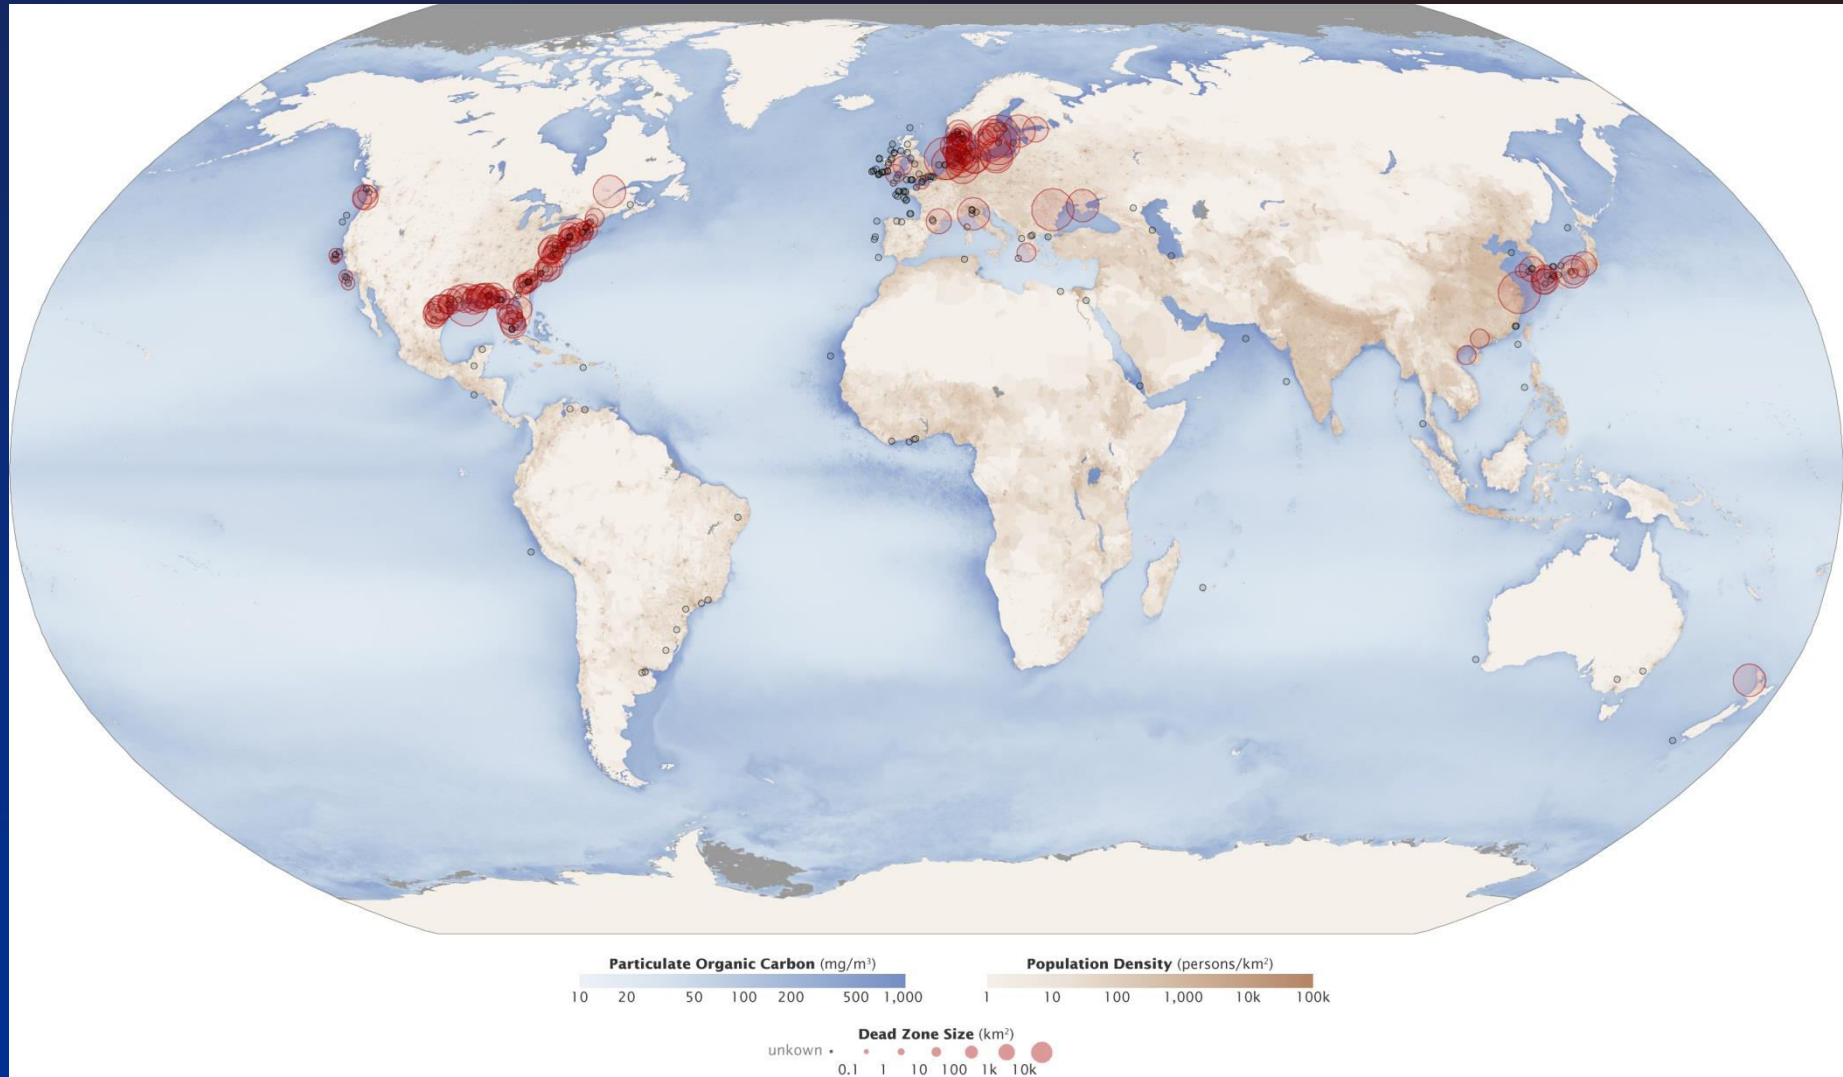 Particulate Organic Carbon (mg/m³)
10 20 50 100 200 500 1,000
Population Density (persons/km²)
1 10 100 1,000 10k 100k
Dead Zone Size (km²)
unkown
0.1 1 10 100 1k 10k